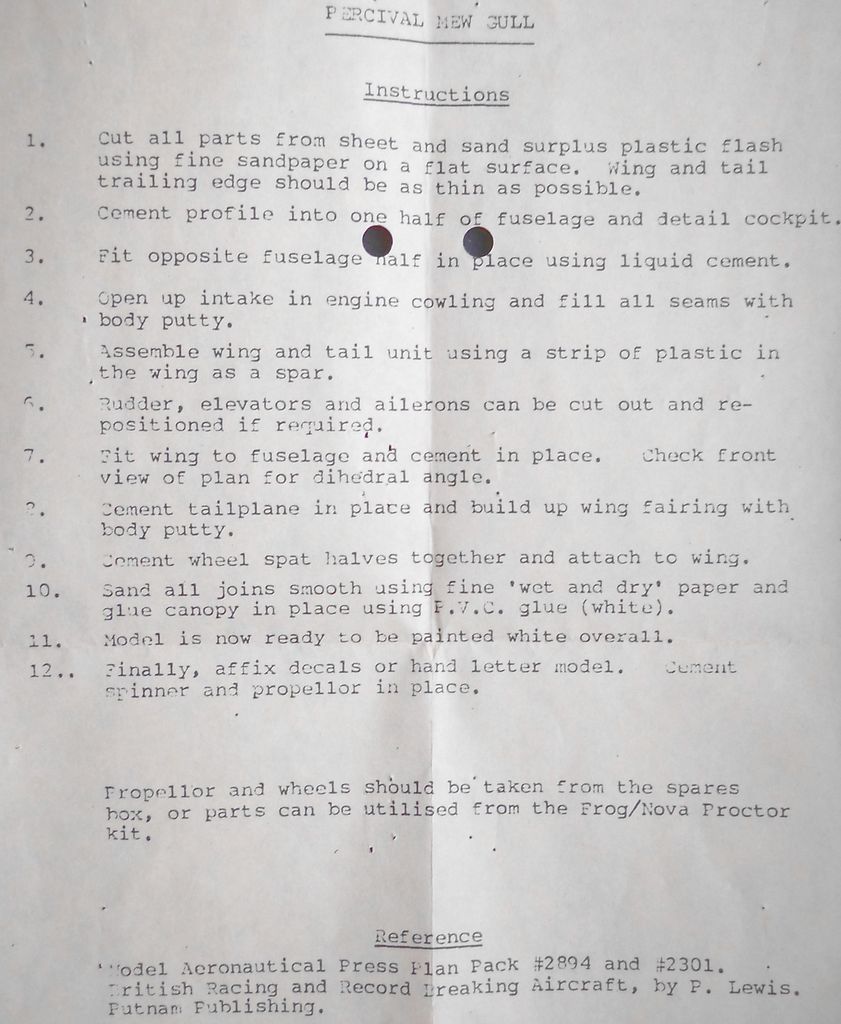 PERCIVAL MEW GULL
Instructions
1. Cut all parts from sheet and sand surplus plastic flash
using fine sandpaper on a flat surface. Wing and tail
trailing edge should be as thin as possible.
2. Cement profile into one half of fuselage and detail cockpit.
3. Fit opposite fuselage half in place using liquid cement.
4. Open up intake in engine cowling and fill all seams with
body putty.
5. Assemble wing and tail unit using a strip of plastic in
the wing as a spar.
6. Rudder, elevators and ailerons can be cut out and re-
positioned if required.
7. Fit wing to fuselage and cement in place. Check front
view of plan for dihedral angle.
8. Cement tailplane in place and build up wing fairing with
body putty.
9. Cement wheel spat halves together and attach to wing.
10. Sand all joins smooth using fine 'wet and dry' paper and
glue canopy in place using P.V.C. glue (white).
11. Model is now ready to be painted white overall.
12.. Finally, affix decals or hand letter model. Cement
spinner and propellor in place.
Propellor and wheels should be taken from the spares
box, or parts can be utilised from the Frog/Nova Proctor
kit.
Reference
Model Aeronautical Press Plan Pack #2894 and #2301.
British Racing and Record Breaking Aircraft, by P. Lewis.
Putnam Publishing.